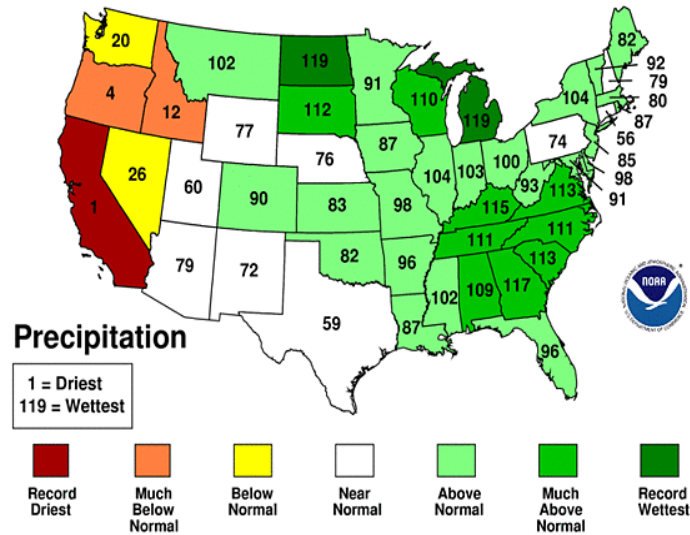 20
102
119
91
82
92
79
80
87
56
85
98
91
4
12
77
112
110
119
104
74
76
87
100
26
60
90
83
98
104
103
93
113
115
111
111
113
1
79
72
82
96
102
109
117
59
87
96
NOAA
Precipitation
1 = Driest
119 = Wettest
Record
Driest
Much
Below
Normal
Below
Normal
Near
Normal
Above
Normal
Much
Above
Normal
Record
Wettest